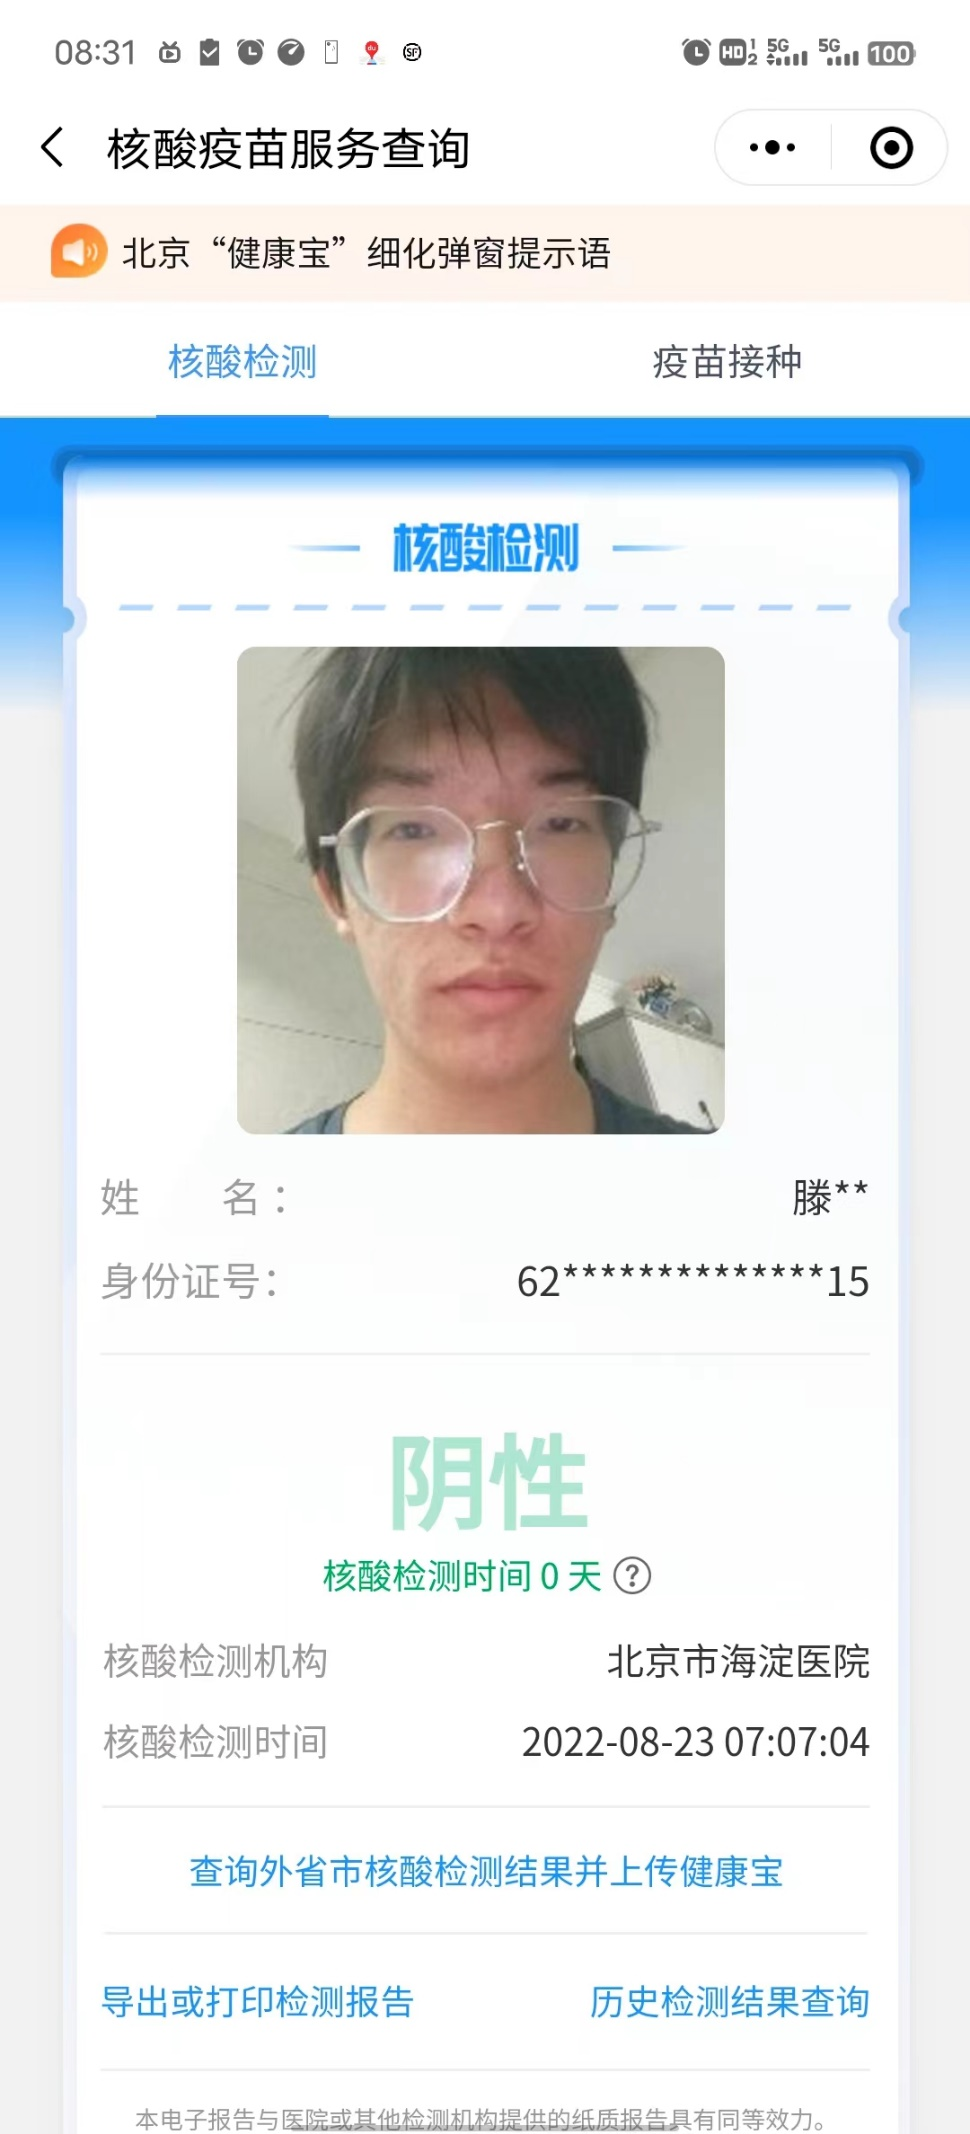 08:31 HD 1 2 5G 5G 100
核酸疫苗服务查询
北京“健康宝”细化弹窗提示语
核酸检测 疫苗接种
核酸检测
姓 名： 滕**
身份证号： 62**************15
阴性
核酸检测时间 0 天 ?
核酸检测机构 北京市海淀医院
核酸检测时间 2022-08-23 07:07:04
查询外省市核酸检测结果并上传健康宝
导出或打印检测报告 历史检测结果查询
本电子报告与医院或其他检测机构提供的纸质报告具有同等效力。